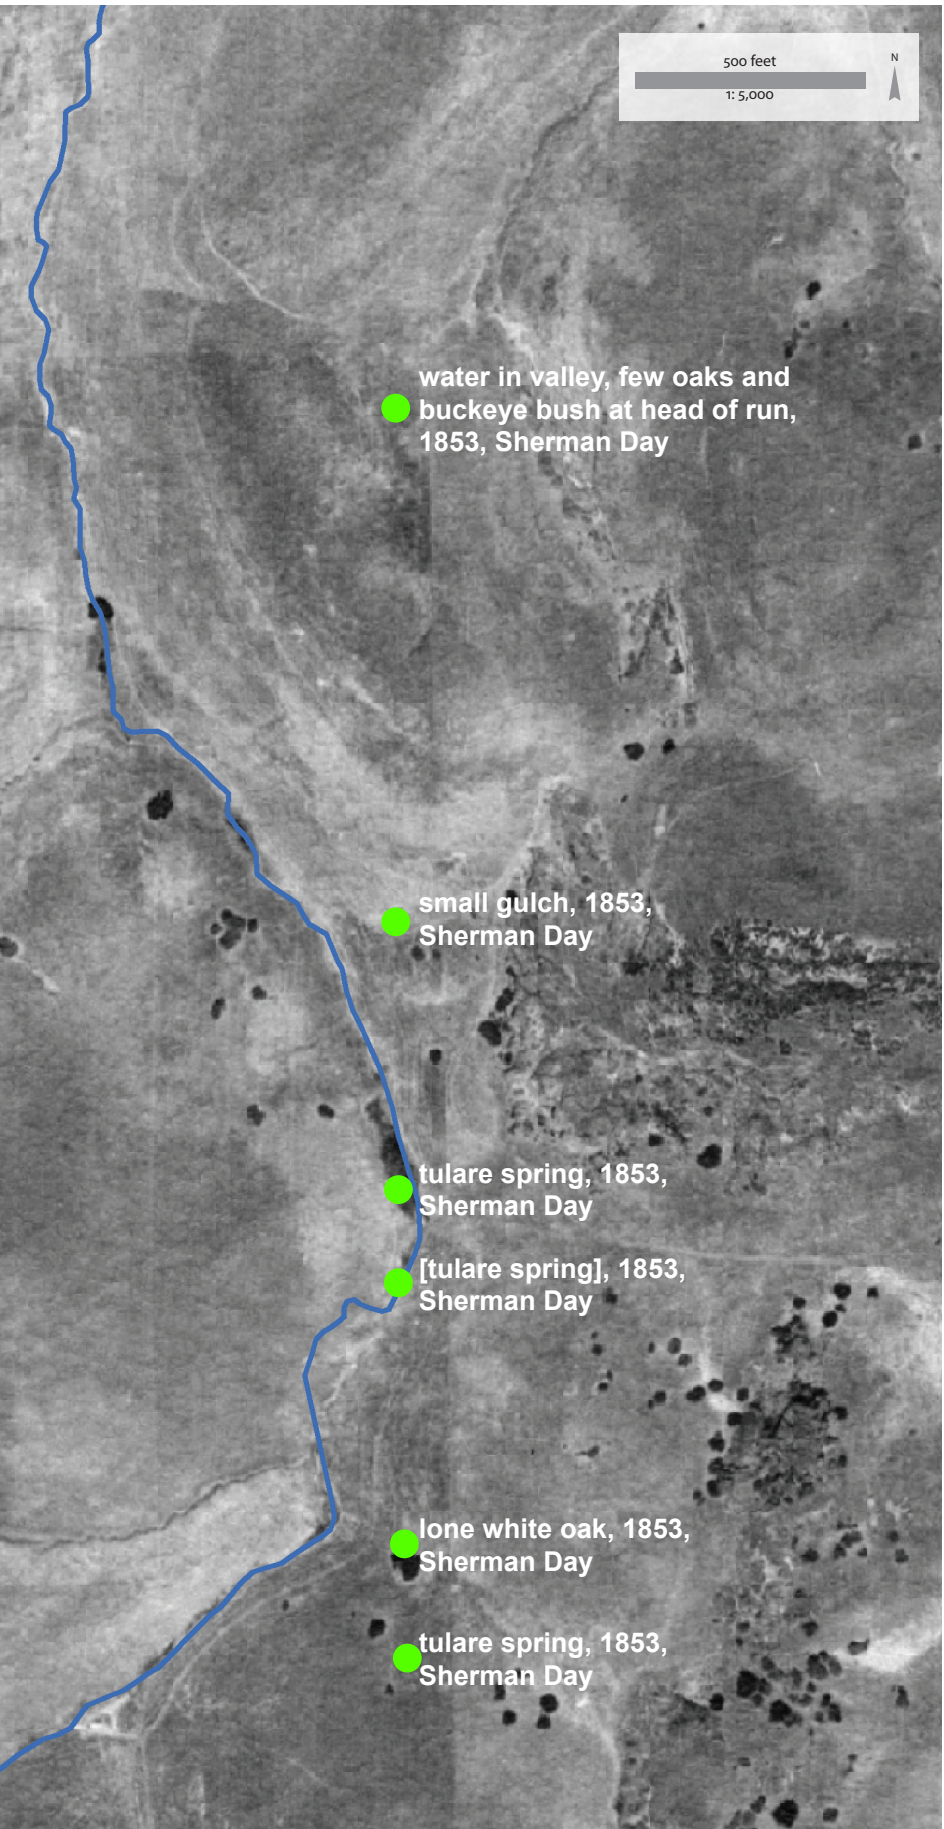 500 feet
1: 5,000
N
water in valley, few oaks and
buckeye bush at head of run,
1853, Sherman Day
small gulch, 1853,
Sherman Day
tulare spring, 1853,
Sherman Day
[tulare spring], 1853,
Sherman Day
lone white oak, 1853,
Sherman Day
tulare spring, 1853,
Sherman Day